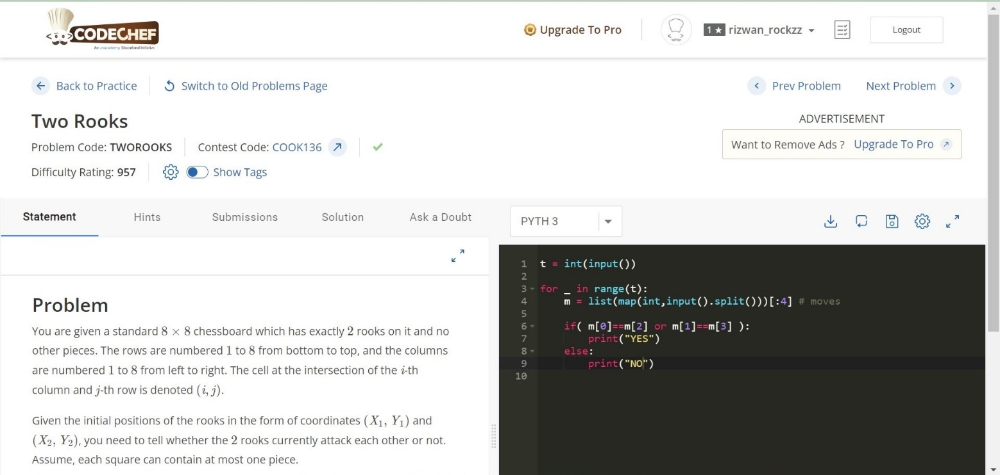 CODECHEF
An unacademy Educational Initiative
Upgrade To Pro
1★ rizwan_rockzz
Logout
Back to Practice
Switch to Old Problems Page
Prev Problem
Next Problem
Two Rooks
ADVERTISEMENT
Problem Code: TWOROOKS
Contest Code: COOK136
Want to Remove Ads ? Upgrade To Pro
Difficulty Rating: 957
Show Tags
Statement
Hints
Submissions
Solution
Ask a Doubt
Problem
You are given a standard 8 × 8 chessboard which has exactly 2 rooks on it and no
other pieces. The rows are numbered 1 to 8 from bottom to top, and the columns
are numbered 1 to 8 from left to right. The cell at the intersection of the i-th
column and j-th row is denoted (i, j).
Given the initial positions of the rooks in the form of coordinates (X₁, Y₁) and
(X₂, Y₂), you need to tell whether the 2 rooks currently attack each other or not.
Assume, each square can contain at most one piece.
PYTH 3
1 t = int(input())
2
3 for _ in range(t):
4     m = list(map(int,input().split()))[:4] # moves
5
6     if( m[0]==m[2] or m[1]==m[3] ):
7         print("YES")
8     else:
9         print("NO")
10